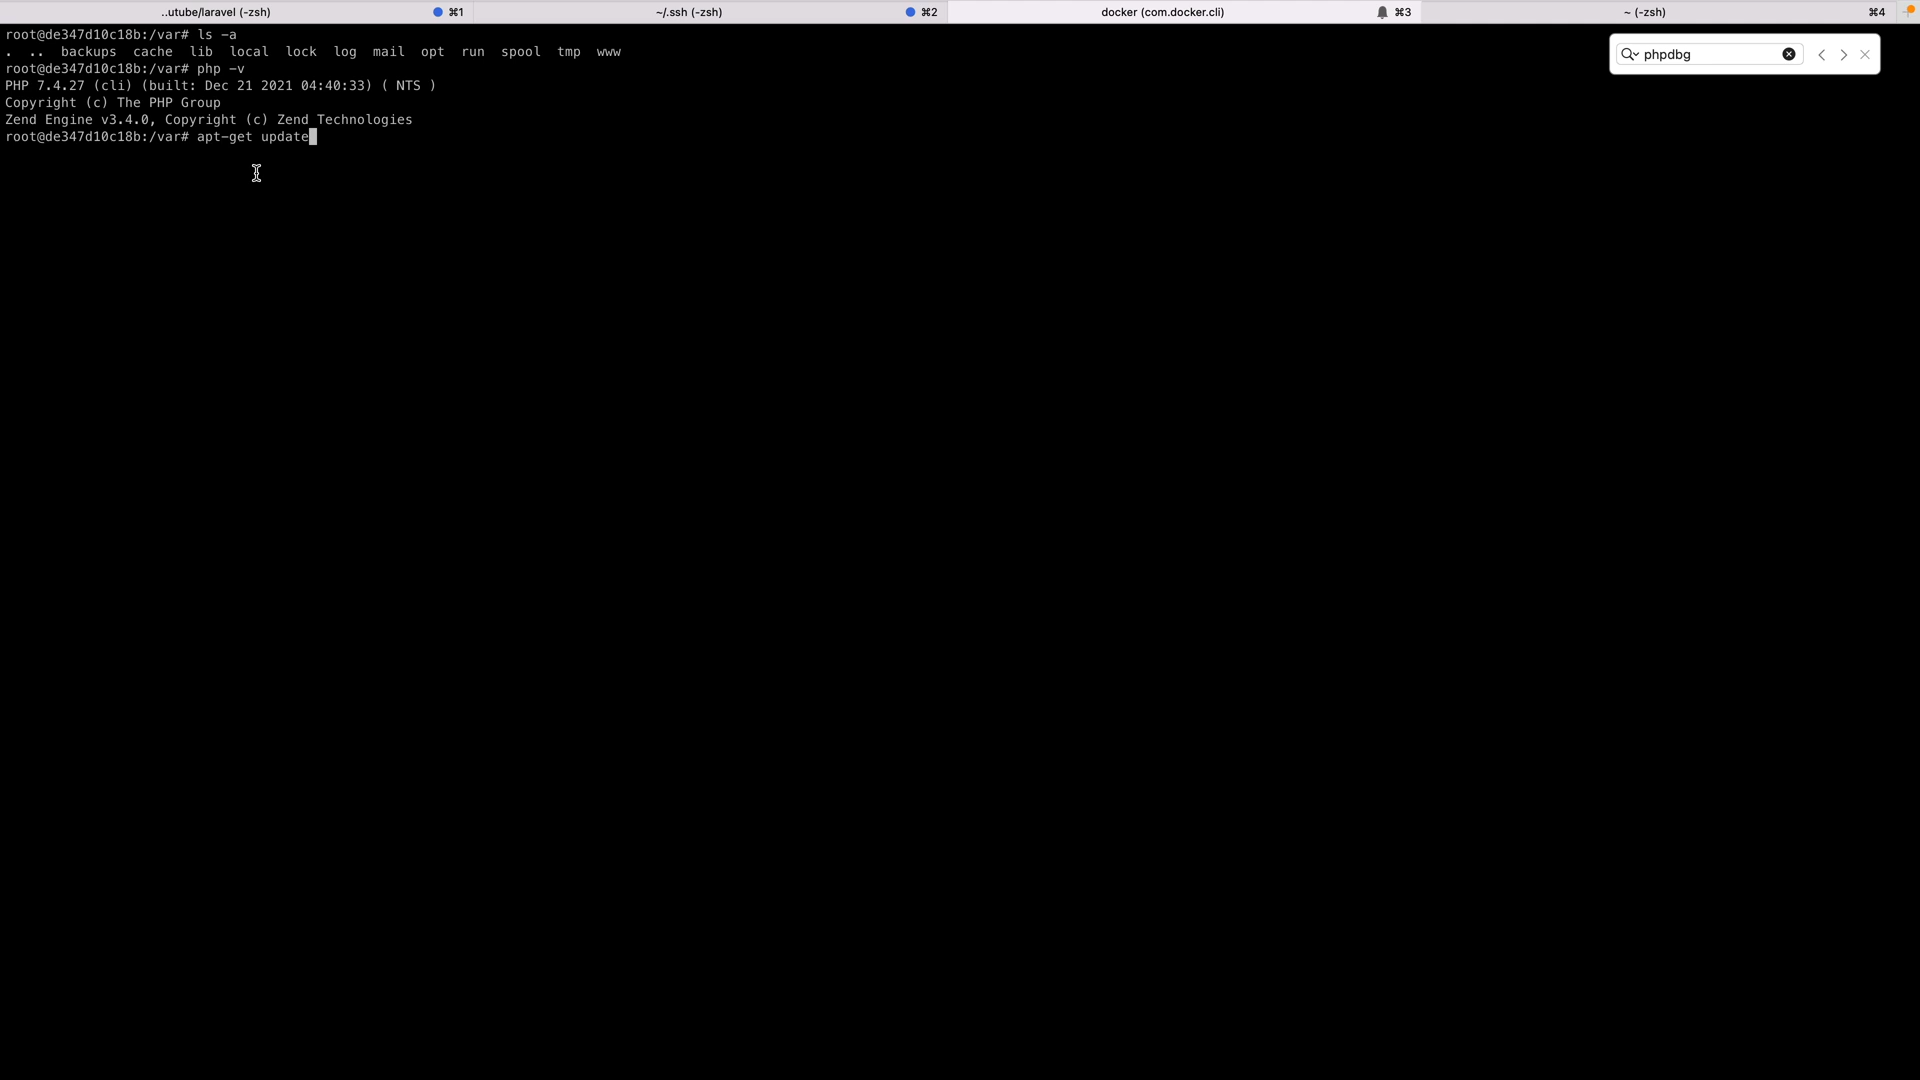 ..utube/laravel (-zsh) ⌘1 ~/.ssh (-zsh) ⌘2 docker (com.docker.cli) ⌘3 ~ (-zsh) ⌘4
root@de347d10c18b:/var# ls -a
. .. backups cache lib local lock log mail opt run spool tmp www
phpdbg
root@de347d10c18b:/var# php -v
PHP 7.4.27 (cli) (built: Dec 21 2021 04:40:33) ( NTS )
Copyright (c) The PHP Group
Zend Engine v3.4.0, Copyright (c) Zend Technologies
root@de347d10c18b:/var# apt-get update